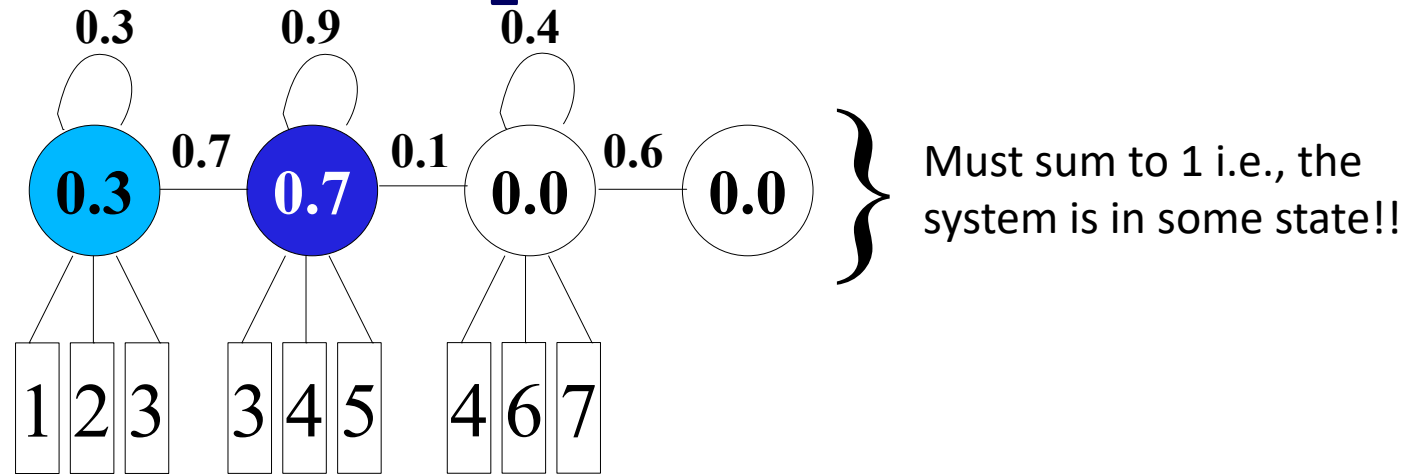 0.3 0.9 0.4
0.7 0.1 0.6
0.3 0.7 0.0 0.0
Must sum to 1 i.e., the
system is in some state!!
1 2 3 3 4 5 4 6 7